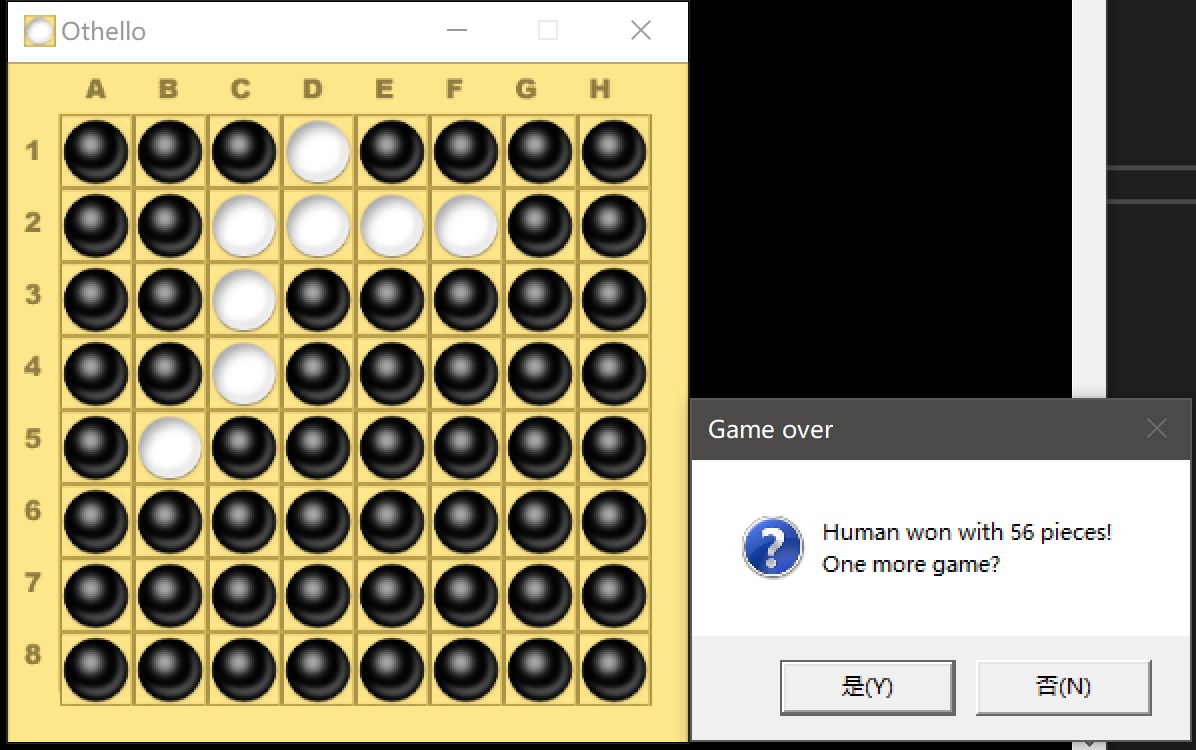 Othello
A B C D E F G H
1
2
3
4
5
6
7
8
Game over
Human won with 56 pieces!
One more game?
是(Y) 否(N)